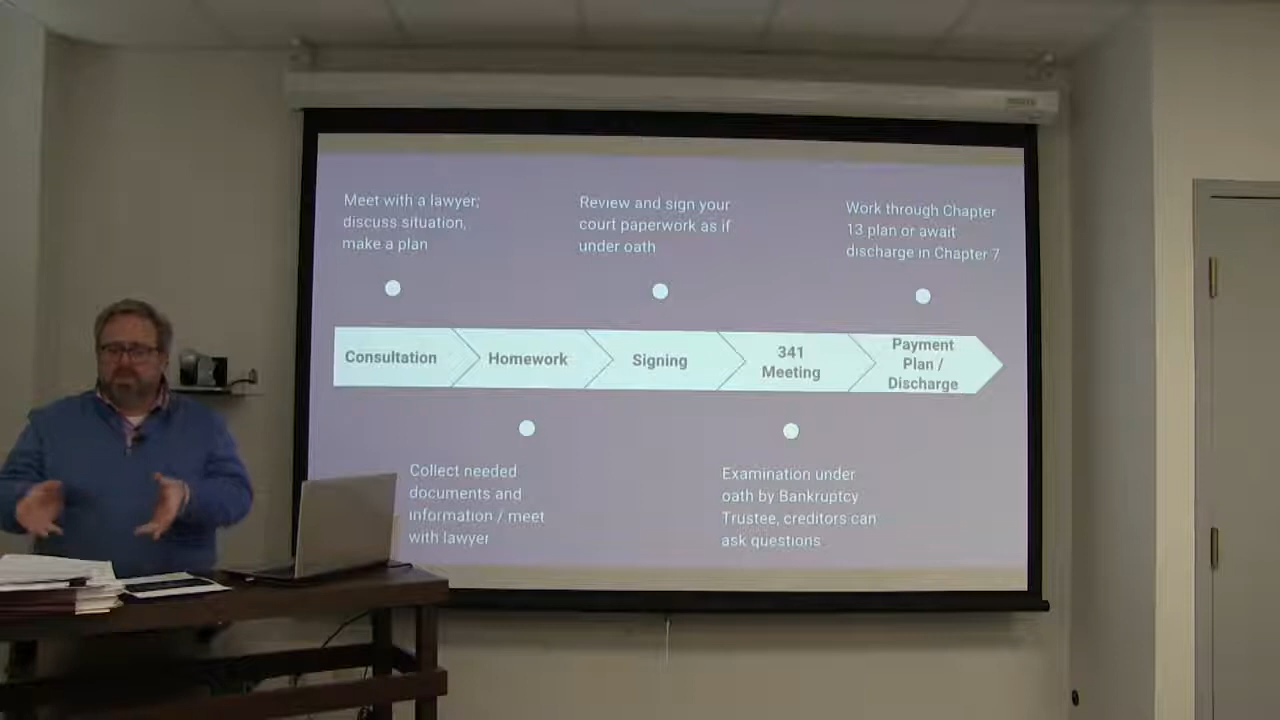 Meet with a lawyer;
discuss situation,
make a plan
Review and sign your
court paperwork as if
under oath
Work through Chapter
13 plan or await
discharge in Chapter 7
Consultation
Homework
Signing
341
Meeting
Payment
Plan /
Discharge
Collect needed
documents and
information / meet
with lawyer
Examination under
oath by Bankruptcy
Trustee, creditors can
ask questions